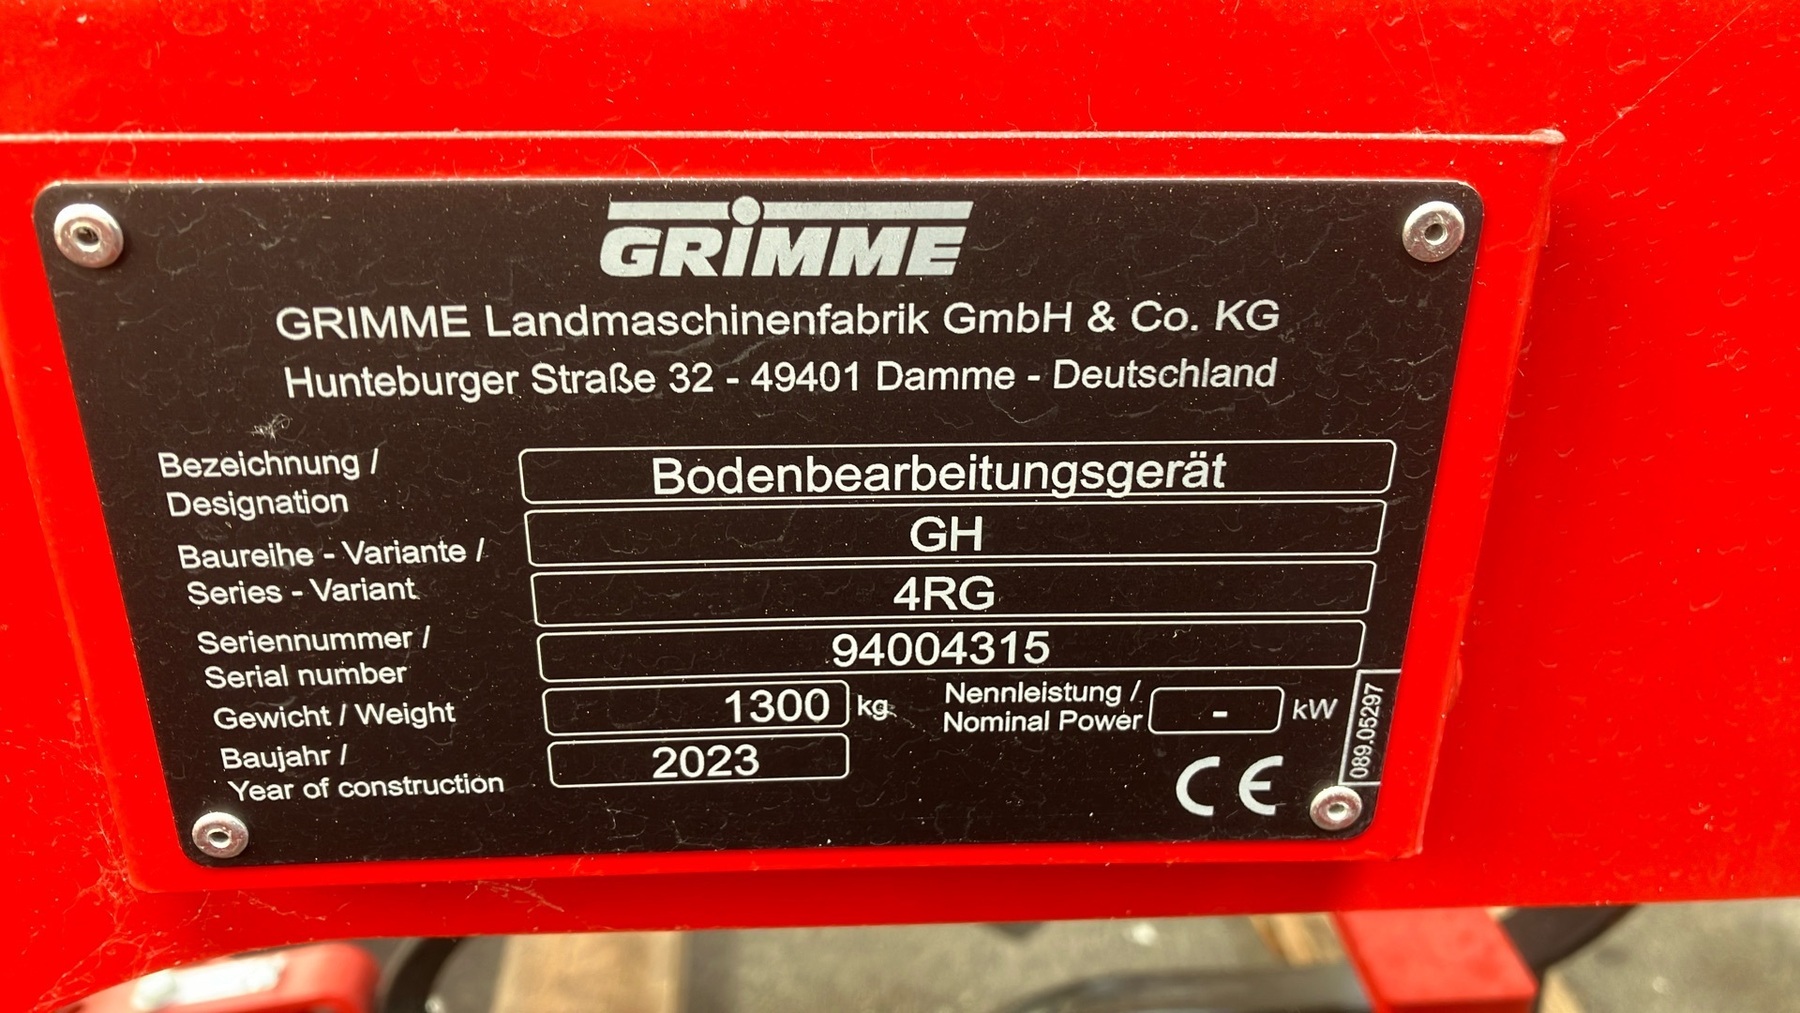 GRIMME
GRIMME Landmaschinenfabrik GmbH & Co. KG
Hunteburger Straße 32 - 49401 Damme - Deutschland
Bezeichnung /
Designation
Bodenbearbeitungsgerät
Baureihe - Variante /
Series - Variant
GH
4RG
Seriennummer /
Serial number
94004315
Gewicht / Weight
1300 kg
Nennleistung /
Nominal Power
- kW
Baujahr /
Year of construction
2023
CE
089.05297